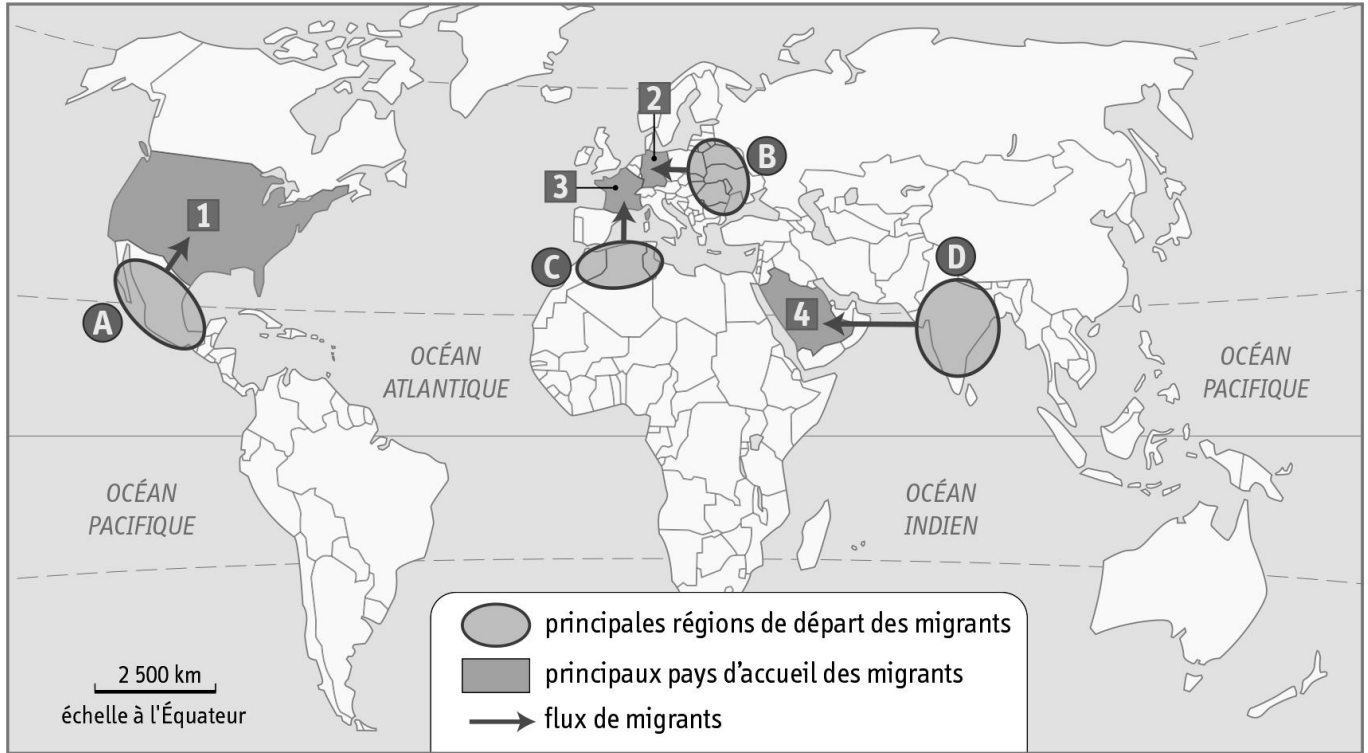 2
B
3
1
C
D
A
4
OCÉAN
ATLANTIQUE
OCÉAN
PACIFIQUE
OCÉAN
PACIFIQUE
OCÉAN
INDIEN
principales régions de départ des migrants
principaux pays d'accueil des migrants
flux de migrants
2 500 km
échelle à l'Équateur